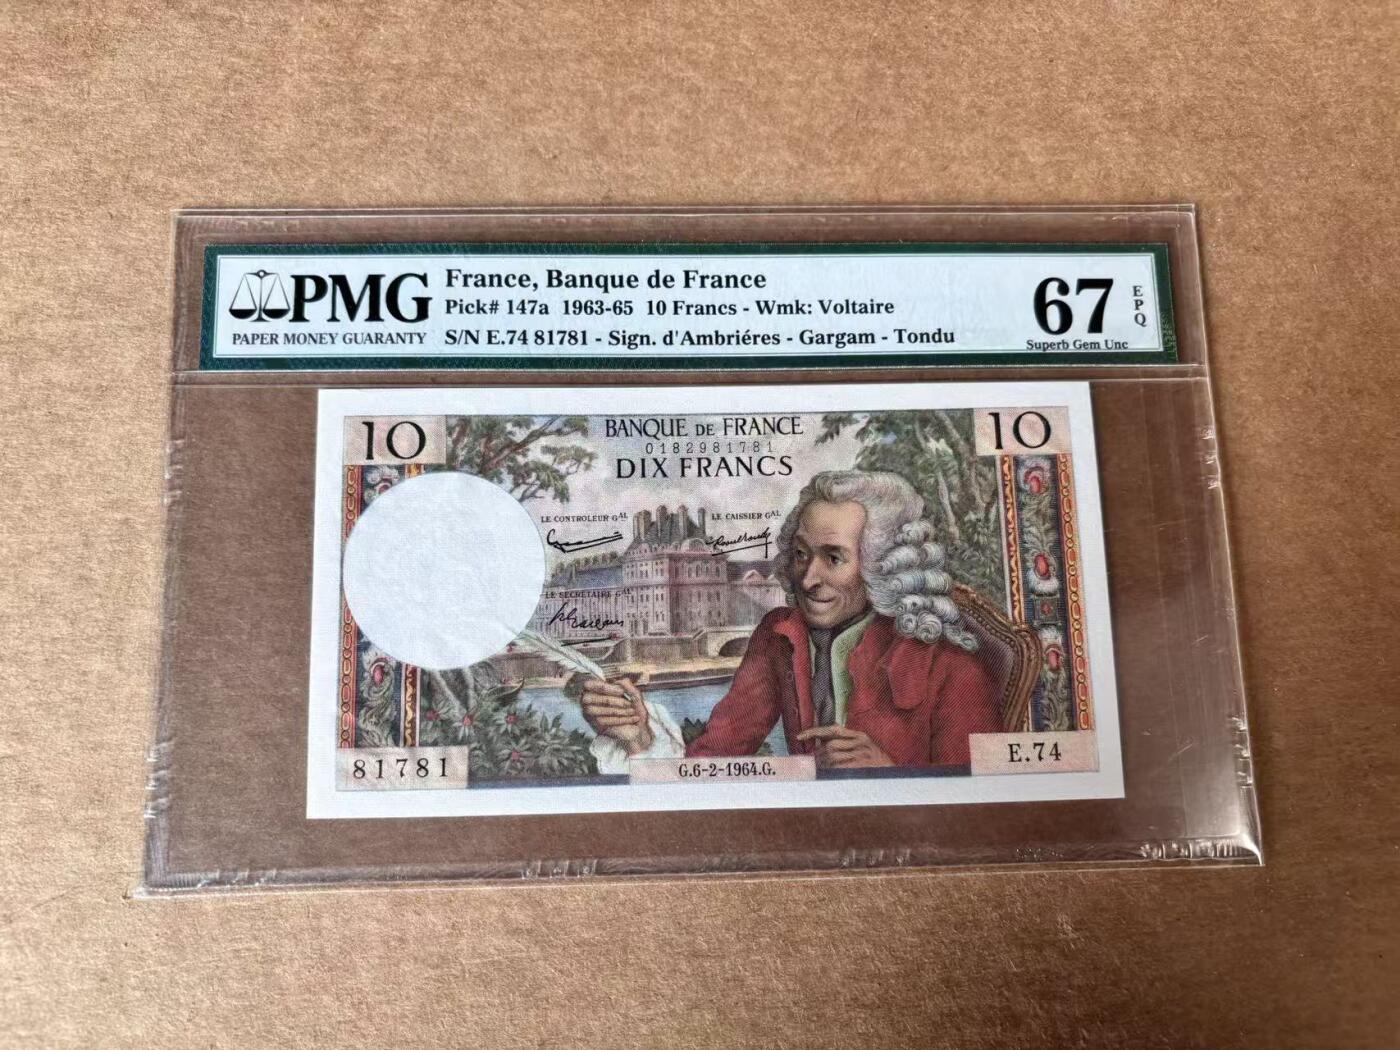 PMG
PAPER MONEY GUARANTY
France, Banque de France
Pick# 147a 1963-65 10 Francs - Wmk: Voltaire
S/N E.74 81781 - Sign. d'Ambriéres - Gargam - Tondu
67
EPQ
Superb Gem Unc
10
BANQUE DE FRANCE
0182981781
DIX FRANCS
10
LE CONTROLEUR GAL
LE CAISSIER GAL
LE SECRETAIRE GAL
81781
G.6-2-1964.G.
E.74